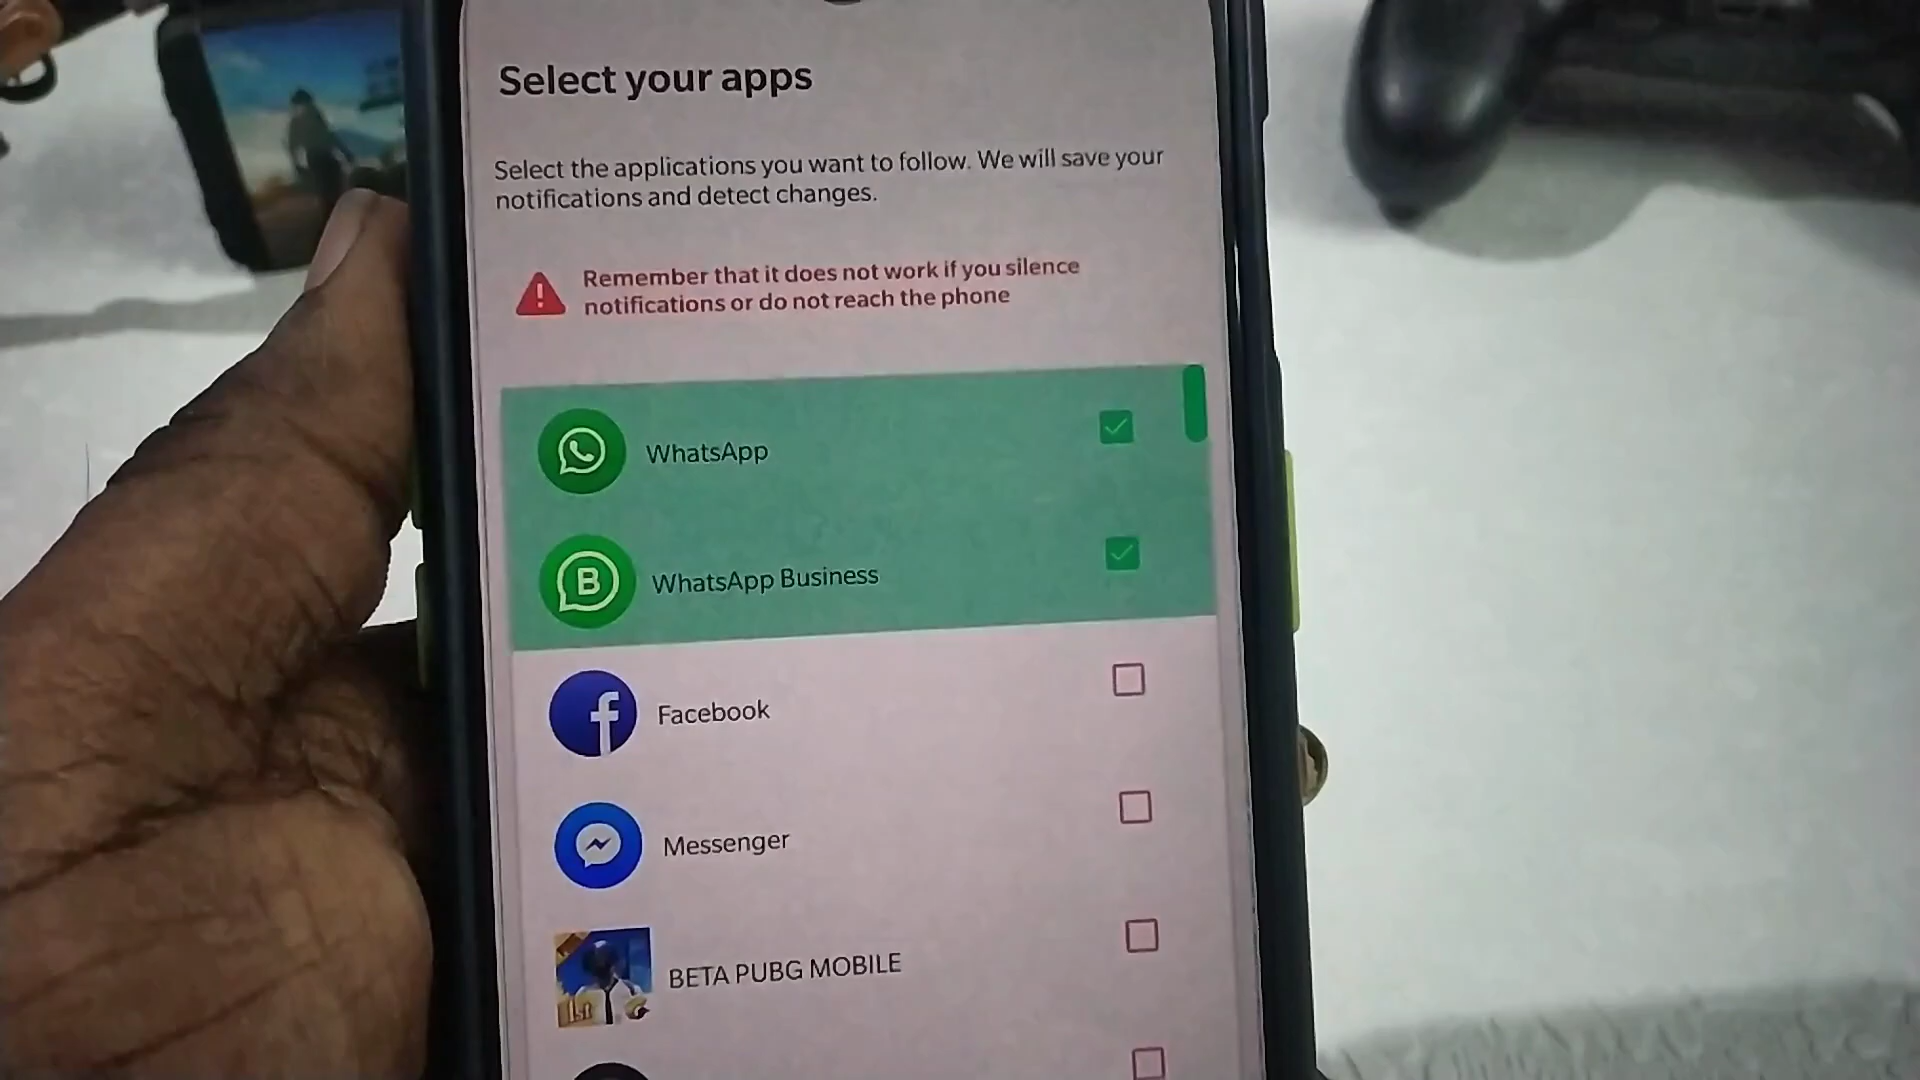 Select your apps
Select the applications you want to follow. We will save your
notifications and detect changes.
Remember that it does not work if you silence
notifications or do not reach the phone
WhatsApp
WhatsApp Business
Facebook
Messenger
BETA PUBG MOBILE
1st